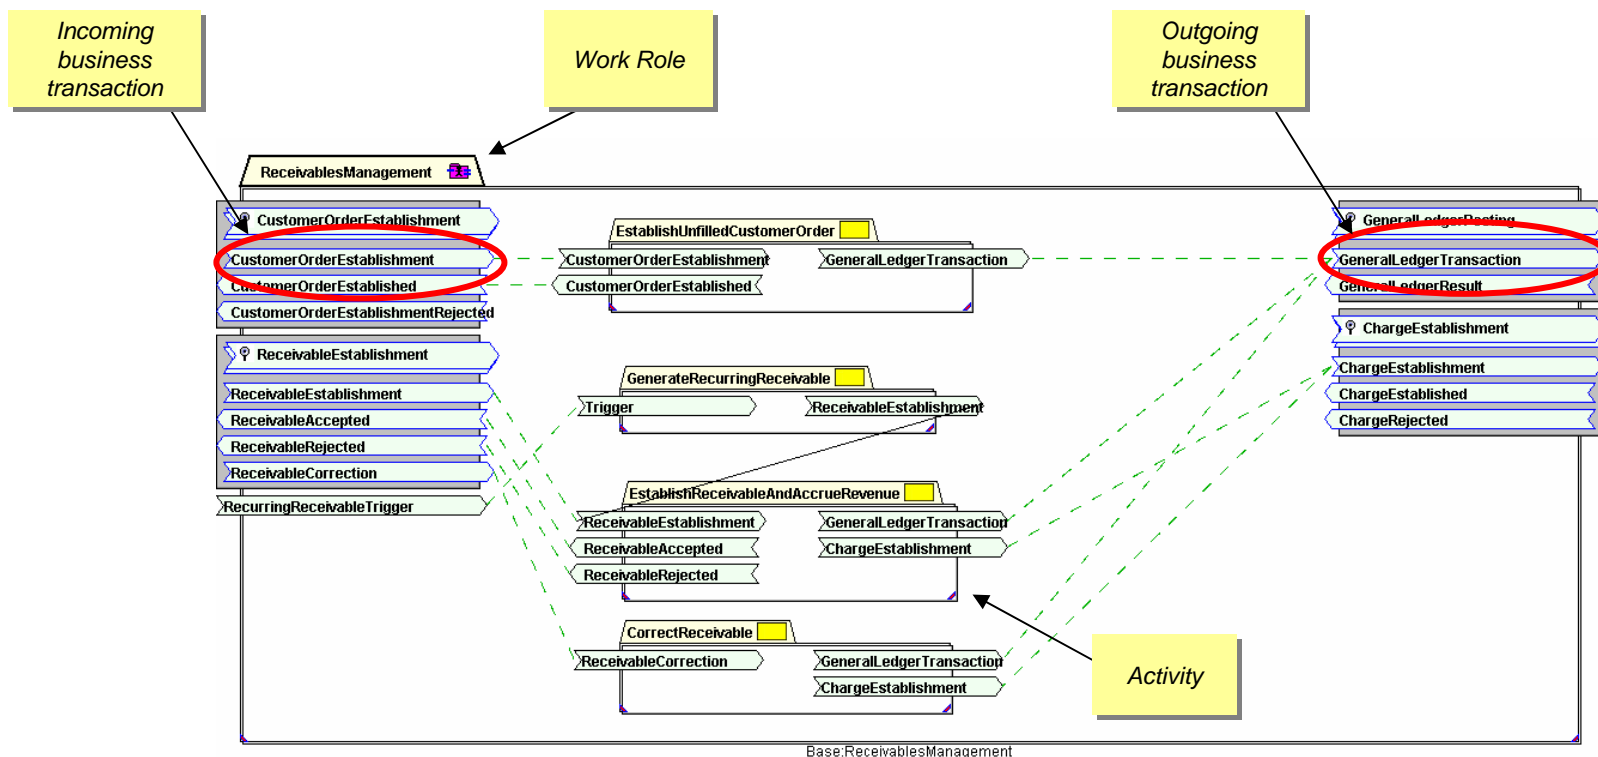 Incoming
business
transaction
Work Role
Outgoing
business
transaction
ReceivablesManagement
CustomerOrderEstablishment
CustomerOrderEstablishment
CustomerOrderEstablished
CustomerOrderEstablishmentRejected
ReceivableEstablishment
ReceivableEstablishment
ReceivableAccepted
ReceivableRejected
ReceivableCorrection
RecurringReceivableTrigger
EstablishUnfilledCustomerOrder
CustomerOrderEstablishment
GeneralLedgerTransaction
CustomerOrderEstablished
GenerateRecurringReceivable
Trigger
ReceivableEstablishment
EstablishReceivableAndAccrueRevenue
ReceivableEstablishment
GeneralLedgerTransaction
ReceivableAccepted
ChargeEstablishment
ReceivableRejected
CorrectReceivable
ReceivableCorrection
GeneralLedgerTransaction
ChargeEstablishment
GeneralLedgerPosting
GeneralLedgerTransaction
GeneralLedgerResult
ChargeEstablishment
ChargeEstablishment
ChargeEstablished
ChargeRejected
Activity
Base:ReceivablesManagement